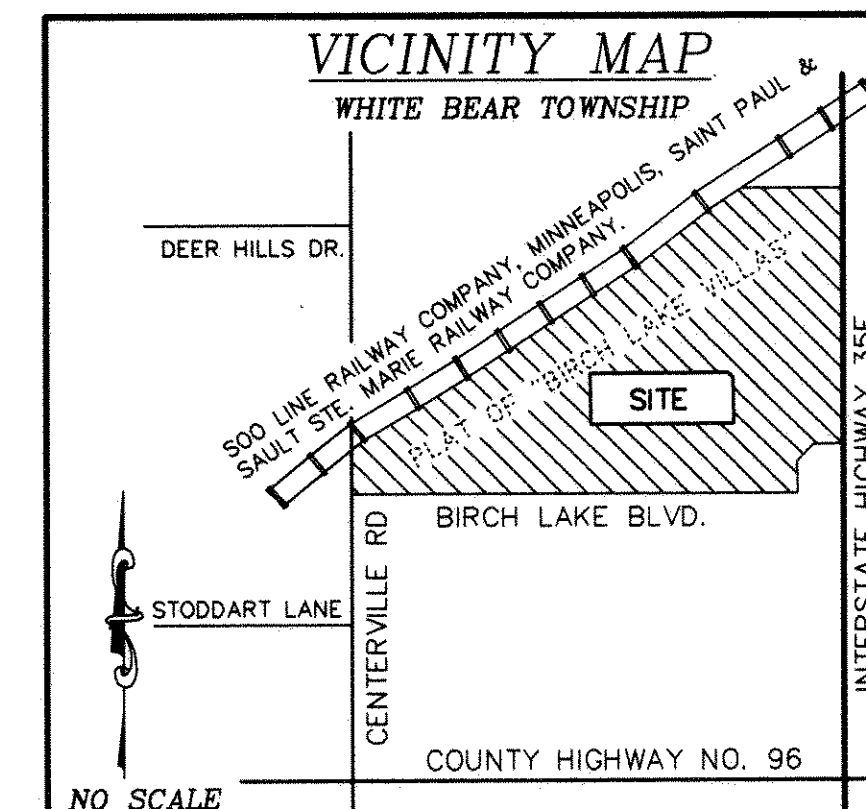 VICINITY MAP
WHITE BEAR TOWNSHIP
SOO LINE RAILWAY COMPANY, MINNEAPOLIS, SAINT PAUL &
SAULT STE. MARIE RAILWAY COMPANY.
DEER HILLS DR.
PLAT OF "BIRCH LAKE VILLAS"
SITE
BIRCH LAKE BLVD.
CENTERVILLE RD
INTERSTATE HIGHWAY 35E
STODDART LANE
COUNTY HIGHWAY NO. 96
NO SCALE